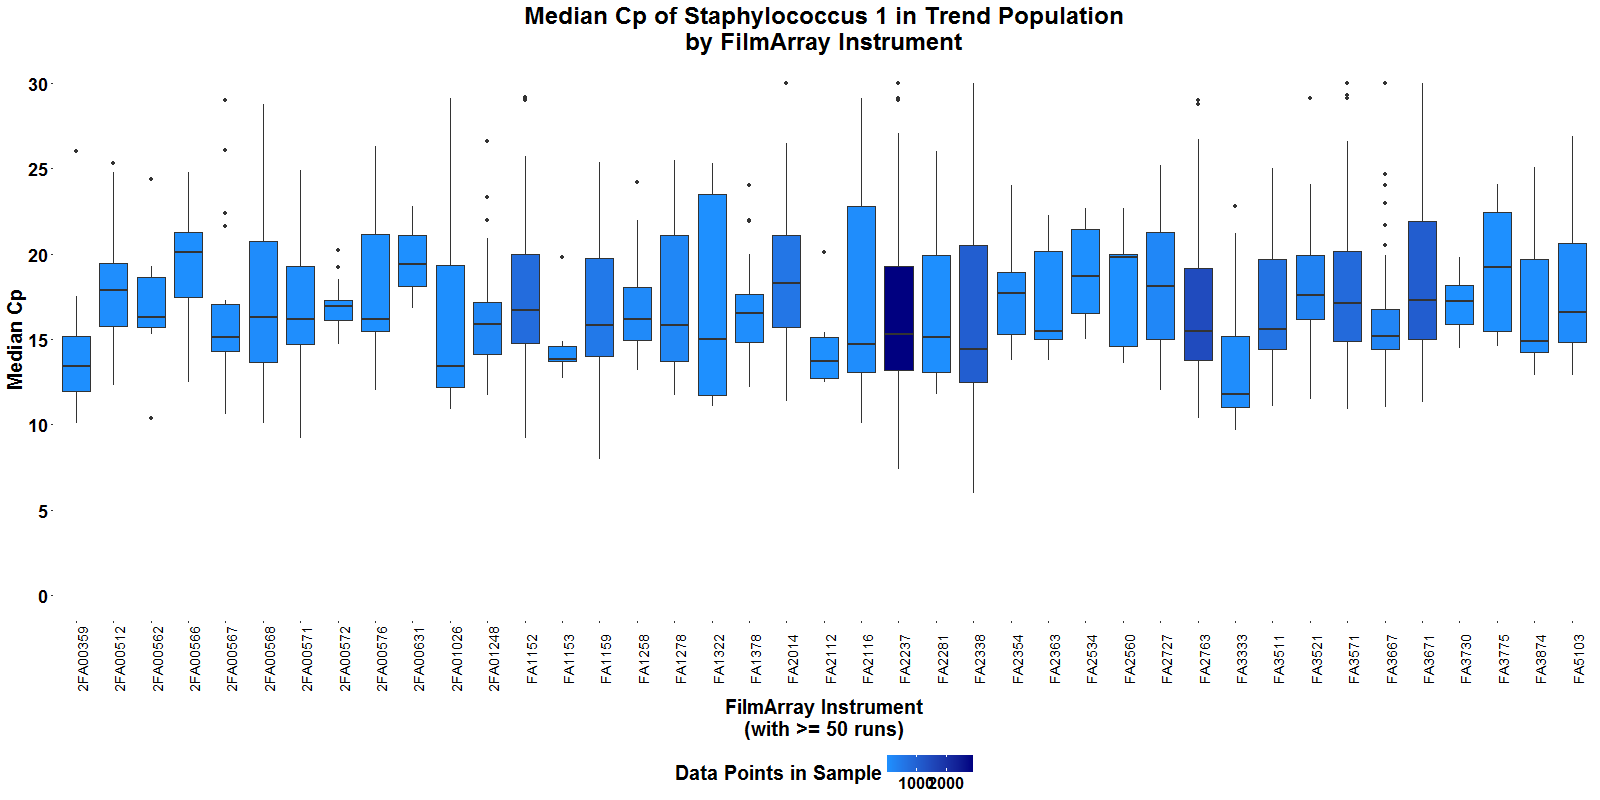 Median Cp of Staphylococcus 1 in Trend Population
by FilmArray Instrument
Median Cp
30
25
20
15
10
5
0
2FA00359
2FA00512
2FA00562
2FA00566
2FA00567
2FA00568
2FA00571
2FA00572
2FA00576
2FA00631
2FA01026
2FA01248
FA1152
FA1153
FA1159
FA1258
FA1278
FA1322
FA1378
FA2014
FA2112
FA2116
FA2237
FA2281
FA2338
FA2354
FA2363
FA2534
FA2560
FA2727
FA2763
FA3333
FA3511
FA3521
FA3571
FA3667
FA3671
FA3730
FA3775
FA3874
FA5103
FilmArray Instrument
(with >= 50 runs)
Data Points in Sample
1000 2000